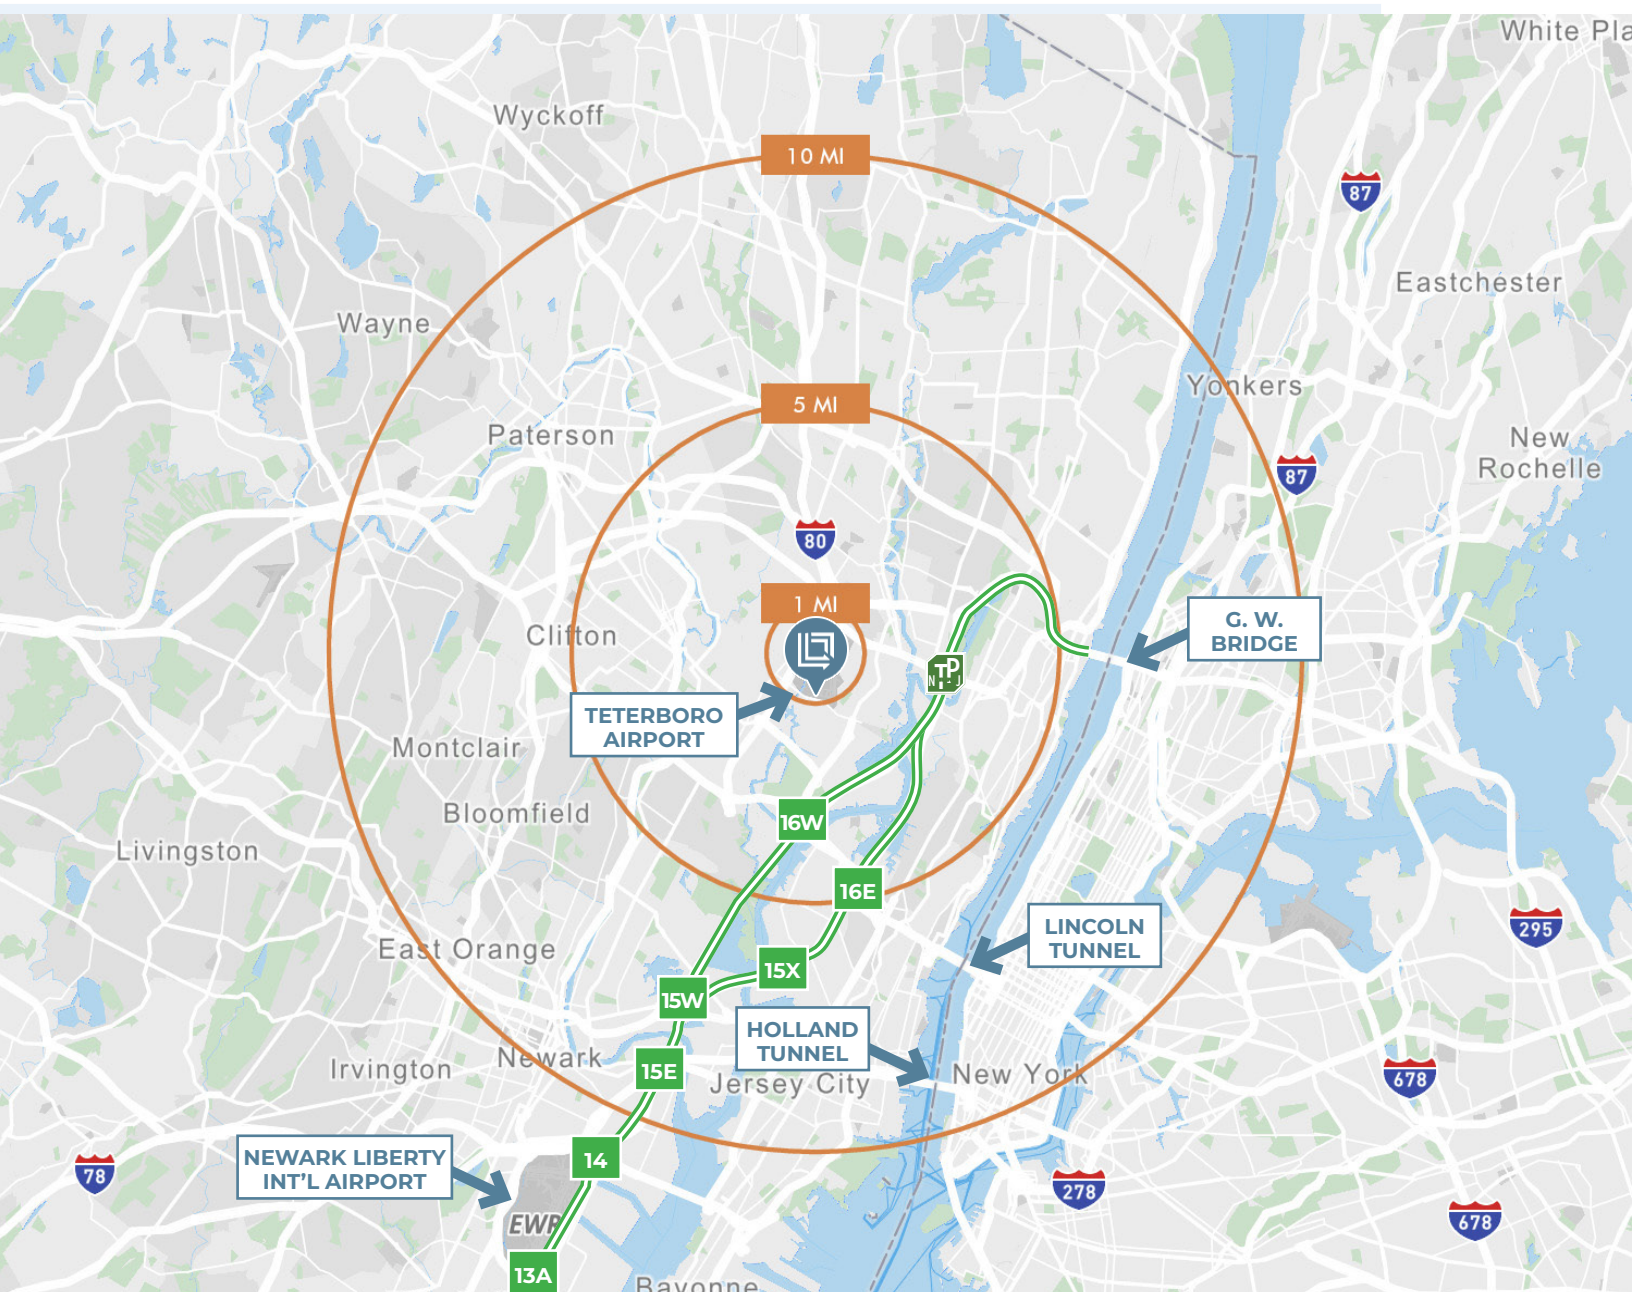 White Pla
Wyckoff
10 MI
87
Eastchester
Wayne
Yonkers
5 MI
Paterson
New
Rochelle
87
80
1 MI
Clifton
G. W.
BRIDGE
TP
N J
TETERBORO
AIRPORT
Montclair
Bloomfield
16W
Livingston
16E
LINCOLN
TUNNEL
295
East Orange
15X
15W
HOLLAND
TUNNEL
Newark
Irvington
15E
Jersey City
New York
678
NEWARK LIBERTY
INT'L AIRPORT
14
78
278
EWR
678
13A
Bayonne